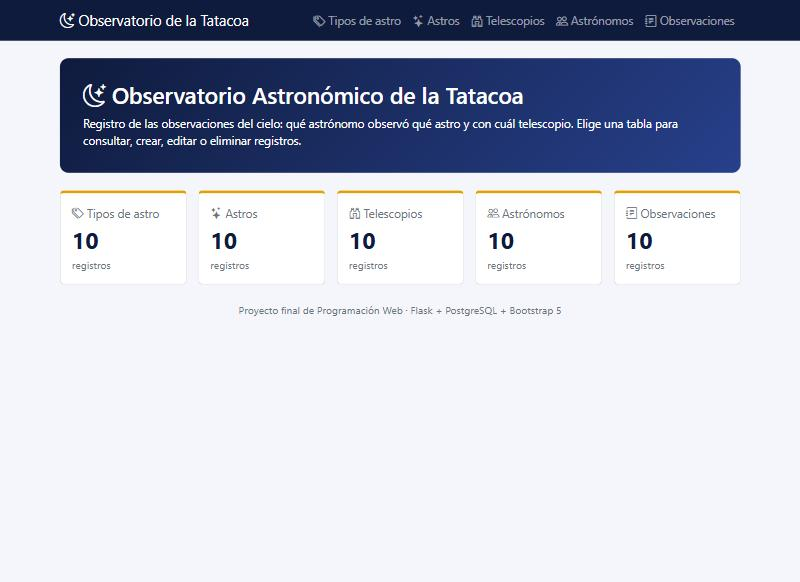 Observatorio de la Tatacoa
Tipos de astro
Astros
Telescopios
Astrónomos
Observaciones
Observatorio Astronómico de la Tatacoa
Registro de las observaciones del cielo: qué astrónomo observó qué astro y con cuál telescopio. Elige una tabla para
consultar, crear, editar o eliminar registros.
Tipos de astro
10
registros
Astros
10
registros
Telescopios
10
registros
Astrónomos
10
registros
Observaciones
10
registros
Proyecto final de Programación Web · Flask + PostgreSQL + Bootstrap 5